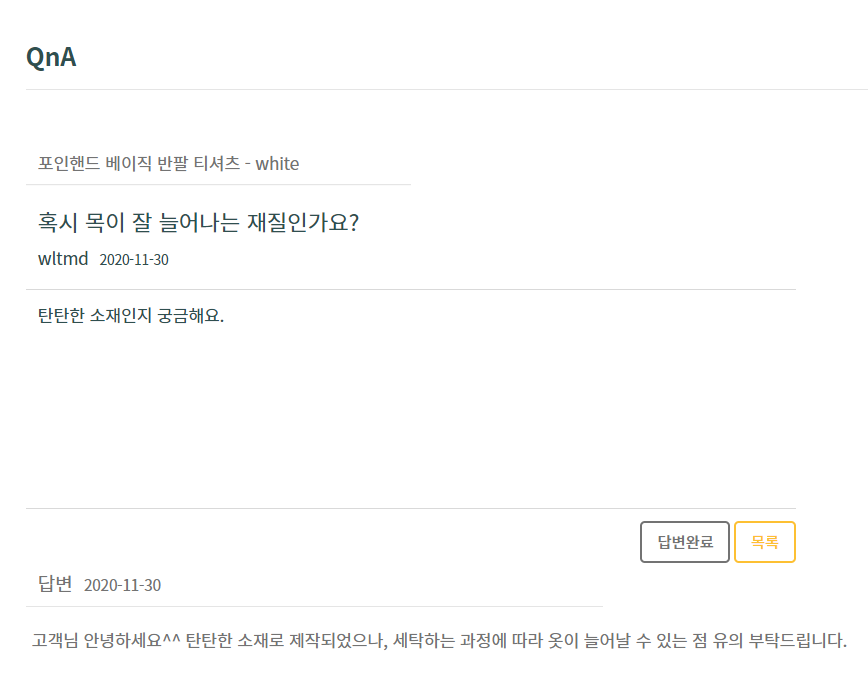 QnA
포인핸드 베이직 반팔 티셔츠 - white
혹시 목이 잘 늘어나는 재질인가요?
wltmd 2020-11-30
탄탄한 소재인지 궁금해요.
답변완료 목록
답변 2020-11-30
고객님 안녕하세요^^ 탄탄한 소재로 제작되었으나, 세탁하는 과정에 따라 옷이 늘어날 수 있는 점 유의 부탁드립니다.